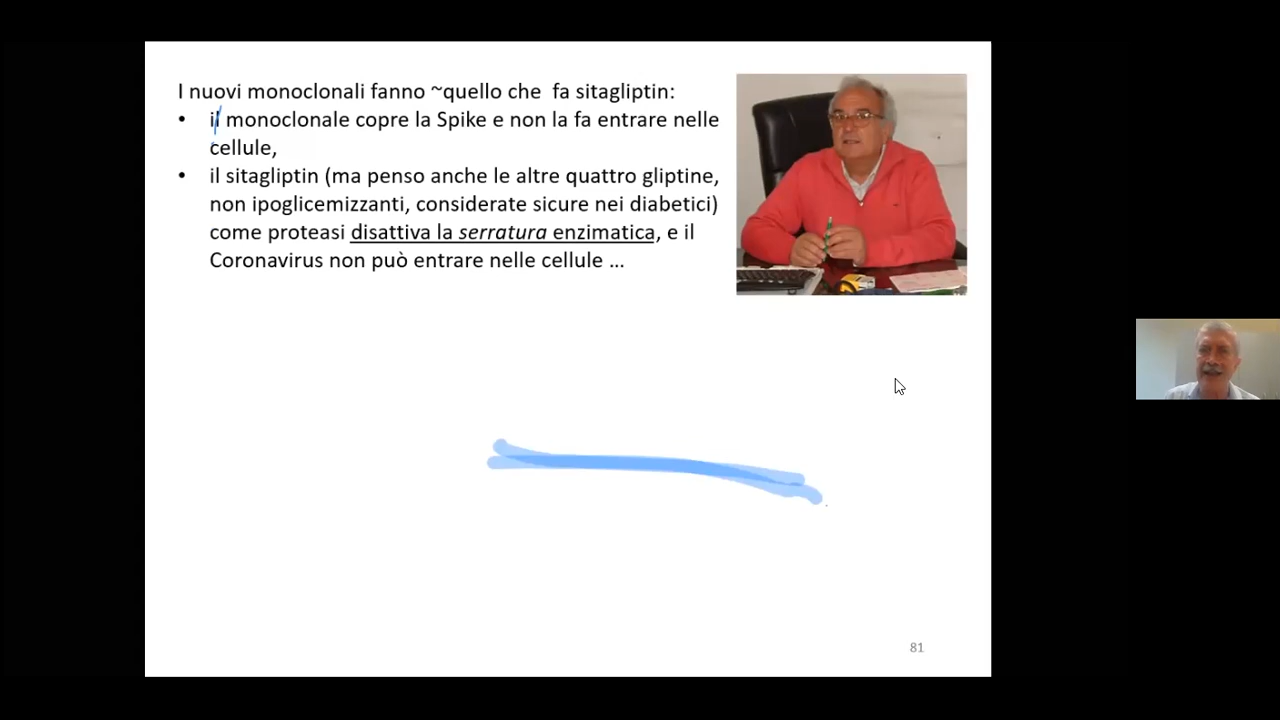 I nuovi monoclonali fanno ~quello che  fa sitagliptin:
• il monoclonale copre la Spike e non la fa entrare nelle
cellule,
• il sitagliptin (ma penso anche le altre quattro gliptine,
non ipoglicemizzanti, considerate sicure nei diabetici)
come proteasi disattiva la serratura enzimatica, e il
Coronavirus non può entrare nelle cellule …
81